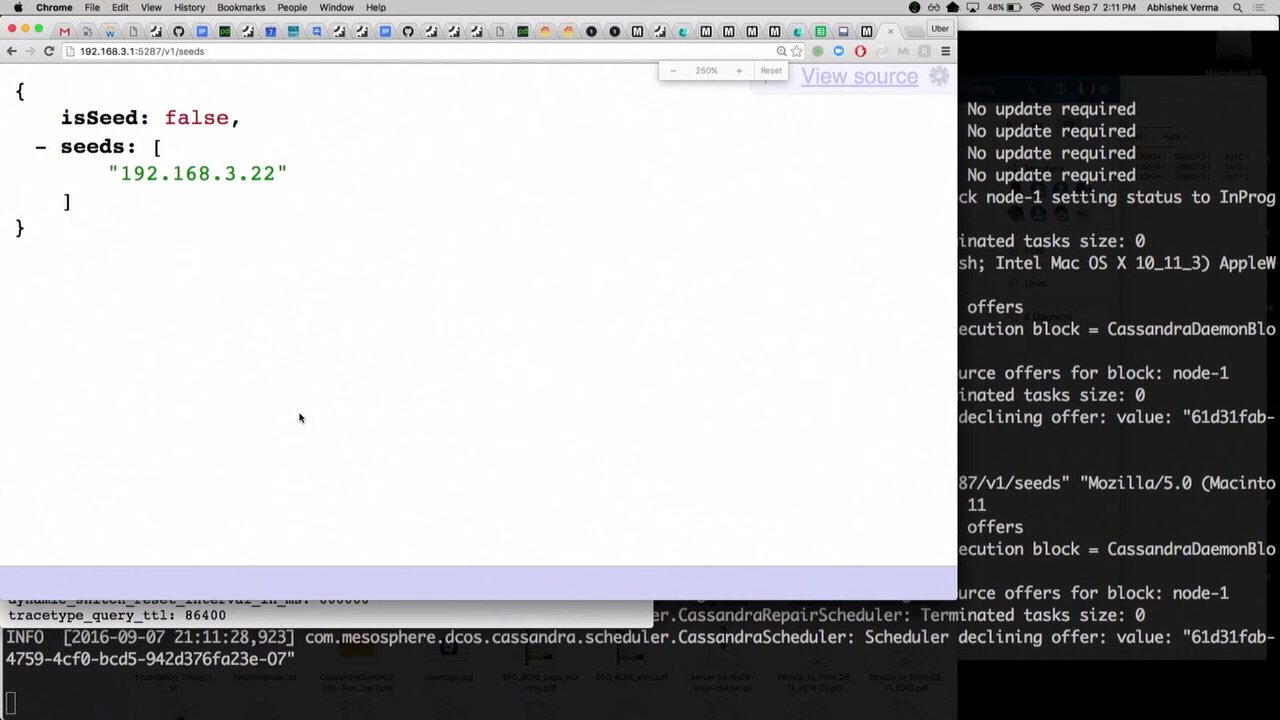 Chrome File Edit View History Bookmarks People Window Help 48% Wed Sep 7 2:11 PM Abhishek Verma
Uber
192.168.3.1:5287/v1/seeds
250% Reset
View source
{
isSeed: false,
- seeds: [
"192.168.3.22"
]
}
No update required
No update required
No update required
No update required
ck node-1 setting status to InProg
inated tasks size: 0
sh; Intel Mac OS X 10_11_3) AppleW
Links
offers
0 Diagrams
ecution block = CassandraDaemonBlo
urce offers for block: node-1
inated tasks size: 0
declining offer: value: "61d31fab-
87/v1/seeds" "Mozilla/5.0 (Macinto
11
offers
ecution block = CassandraDaemonBlo
urce offers for block: node-1
tracetype_query_ttl: 86400
er.CassandraRepairScheduler: Terminated tasks size: 0
INFO [2016-09-07 21:11:28,923] com.mesosphere.dcos.cassandra.scheduler.CassandraScheduler: Scheduler declining offer: value: "61d31fab-
4759-4cf0-bcd5-942d376fa23e-07"